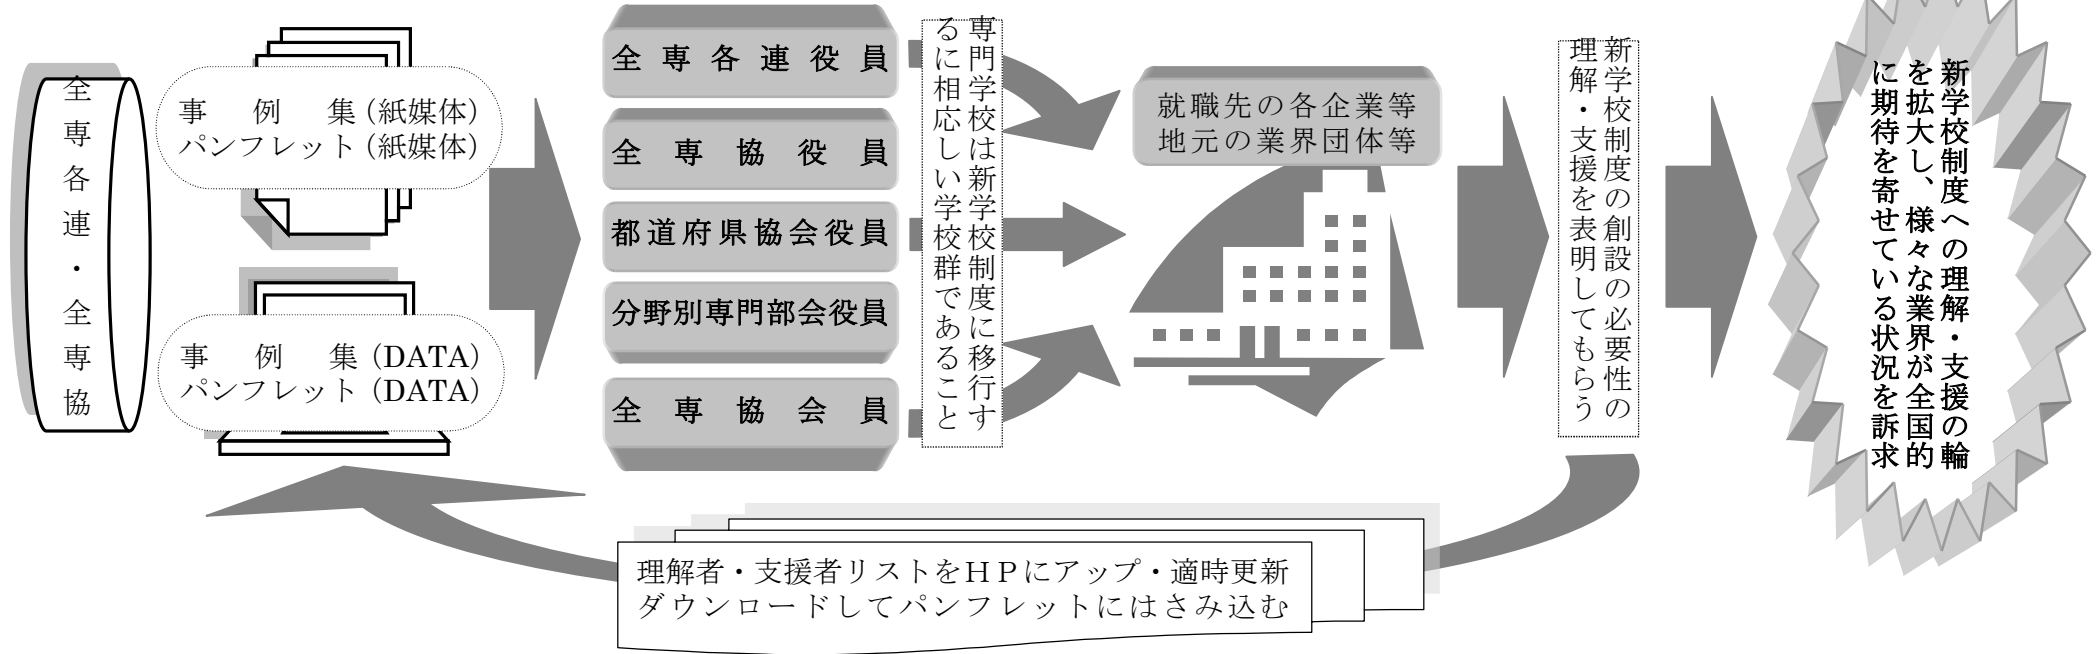 全専各連・全専協
事例集(紙媒体)
パンフレット(紙媒体)
事例集(DATA)
パンフレット(DATA)
全専各連役員
全専協役員
都道府県協会役員
分野別専門部会役員
全専協会員
専門学校は新学校制度に移行す
るに相応しい学校群であること
就職先の各企業等
地元の業界団体等
新学校制度の創設の必要性の
理解・支援を表明してもらう
新学校制度への理解・支援の輪
を拡大し、様々な業界が全国的
に期待を寄せている状況を訴求
理解者・支援者リストをHPにアップ・適時更新
ダウンロードしてパンフレットにはさみ込む